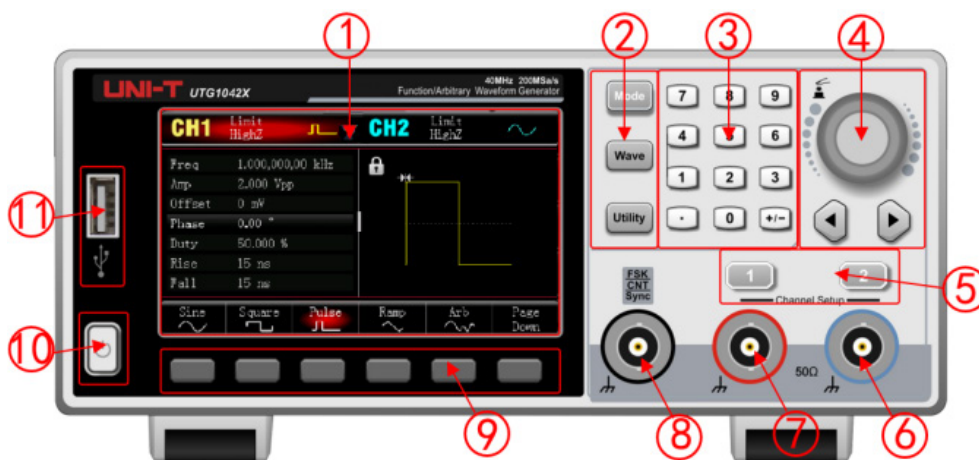 ① ② ③ ④
UNI-T UTG1042X
40MHz 200MSa/s
Function/Arbitrary Waveform Generator
CH1 Limit HighZ CH2 Limit HighZ
Freq 1.000,000,00 kHz
Amp 2.000 Vpp
Offset 0 mV
Phase 0.00 °
Duty 50.000 %
Rise 15 ns
Fall 15 ns
Sine Square Pulse Ramp Arb Page Down
Mode
Wave
Utility
7 8 9
4 5 6
1 2 3
. 0 +/-
FSK
CNT
Sync
1 2
Channel Setup
50Ω
⑤
⑪
⑩
⑨ ⑧ ⑦ ⑥